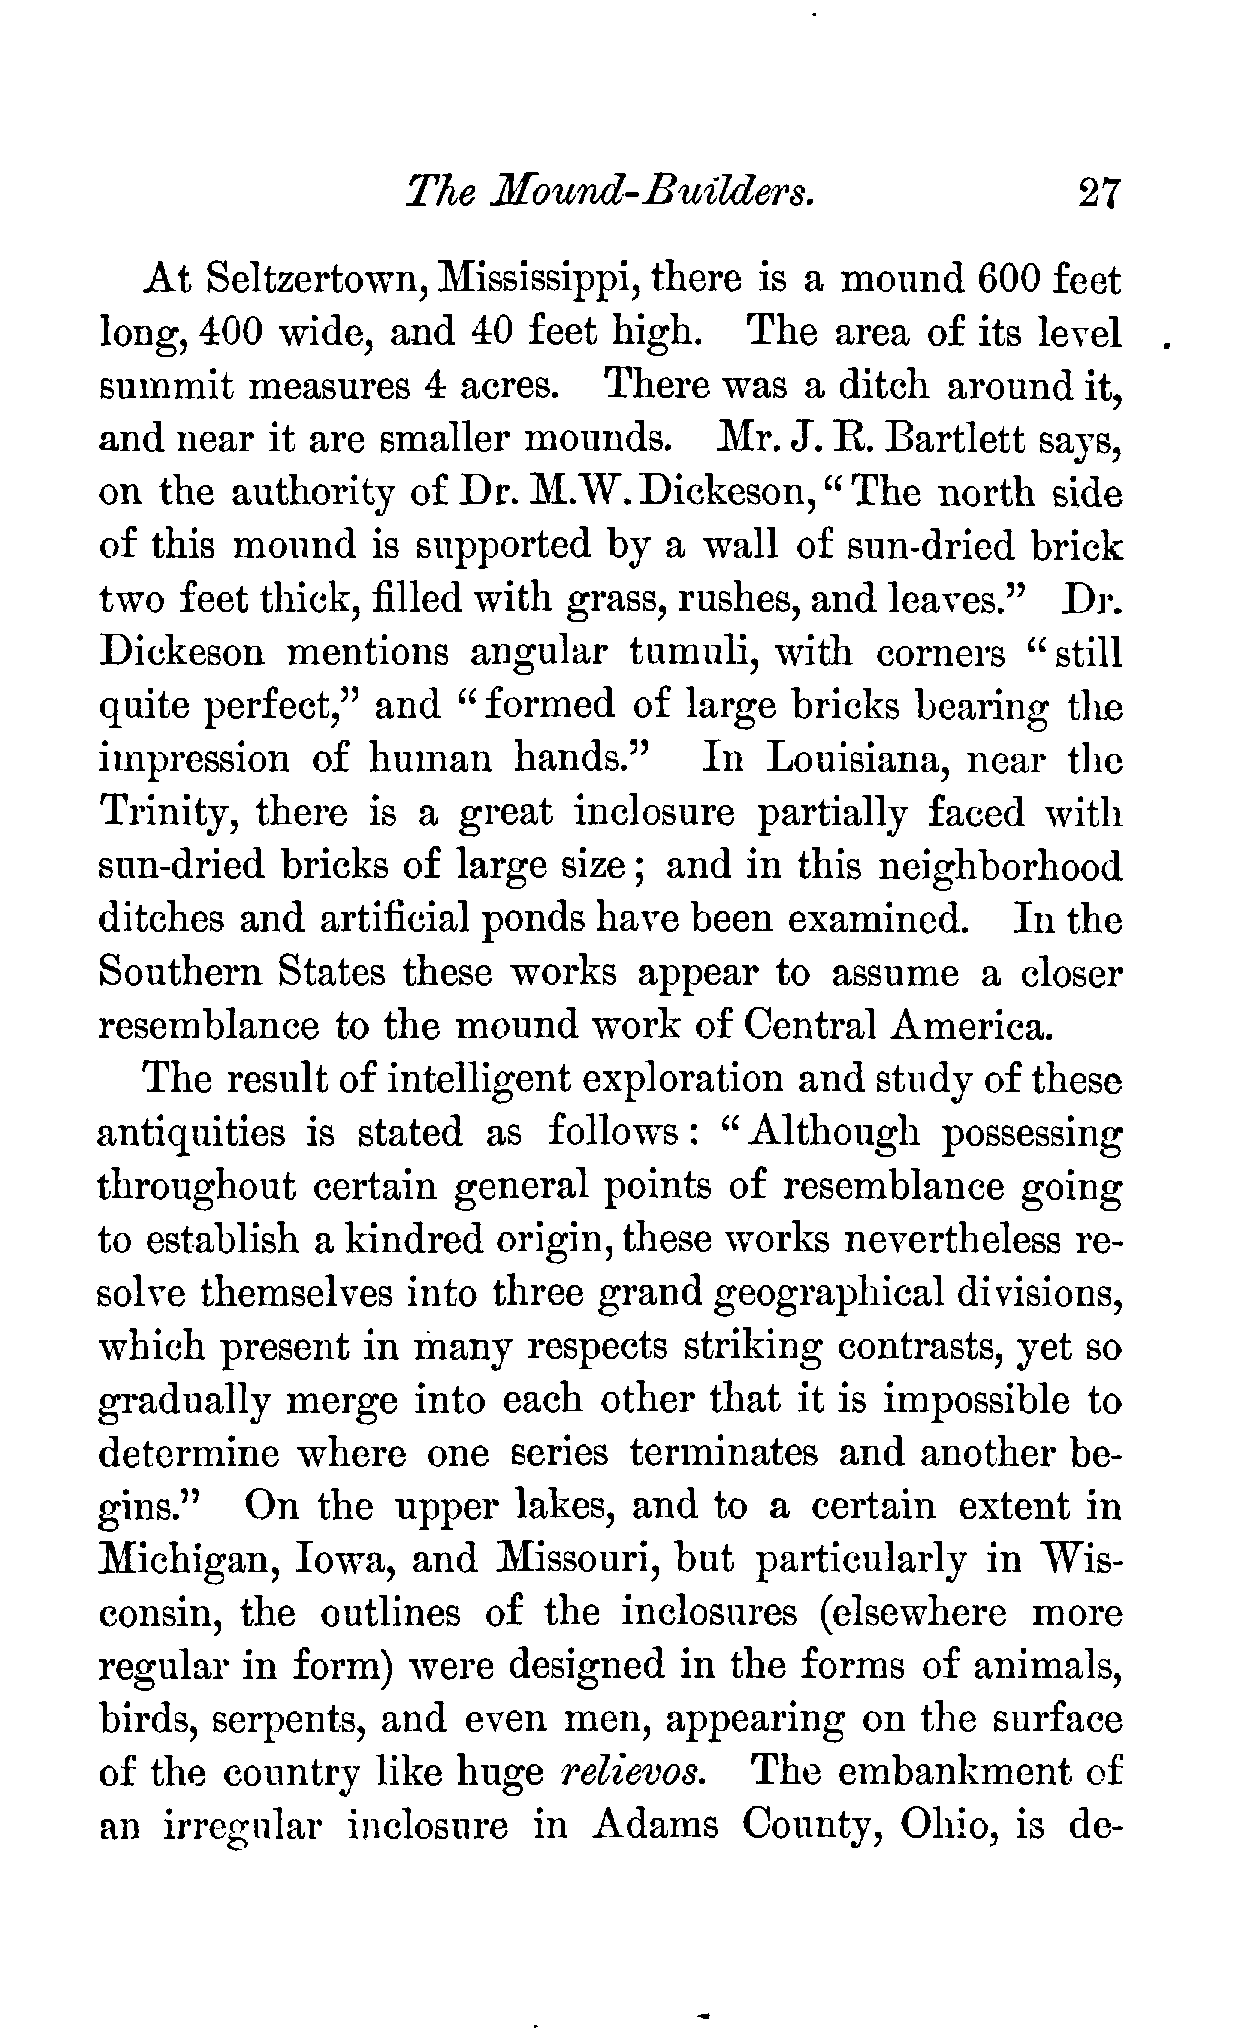 The Mound-Builders. 27
At Seltzertown, Mississippi, there is a mound 600 feet
long, 400 wide, and 40 feet high. The area of its level
summit measures 4 acres. There was a ditch around it,
and near it are smaller mounds. Mr. J. R. Bartlett says,
on the authority of Dr. M.W. Dickeson, “The north side
of this mound is supported by a wall of sun-dried brick
two feet thick, filled with grass, rushes, and leaves.” Dr.
Dickeson mentions angular tumuli, with corners “still
quite perfect,” and “formed of large bricks bearing the
impression of human hands.” In Louisiana, near the
Trinity, there is a great inclosure partially faced with
sun-dried bricks of large size; and in this neighborhood
ditches and artificial ponds have been examined. In the
Southern States these works appear to assume a closer
resemblance to the mound work of Central America.
The result of intelligent exploration and study of these
antiquities is stated as follows: “Although possessing
throughout certain general points of resemblance going
to establish a kindred origin, these works nevertheless re-
solve themselves into three grand geographical divisions,
which present in many respects striking contrasts, yet so
gradually merge into each other that it is impossible to
determine where one series terminates and another be-
gins.” On the upper lakes, and to a certain extent in
Michigan, Iowa, and Missouri, but particularly in Wis-
consin, the outlines of the inclosures (elsewhere more
regular in form) were designed in the forms of animals,
birds, serpents, and even men, appearing on the surface
of the country like huge relievos. The embankment of
an irregular inclosure in Adams County, Ohio, is de-